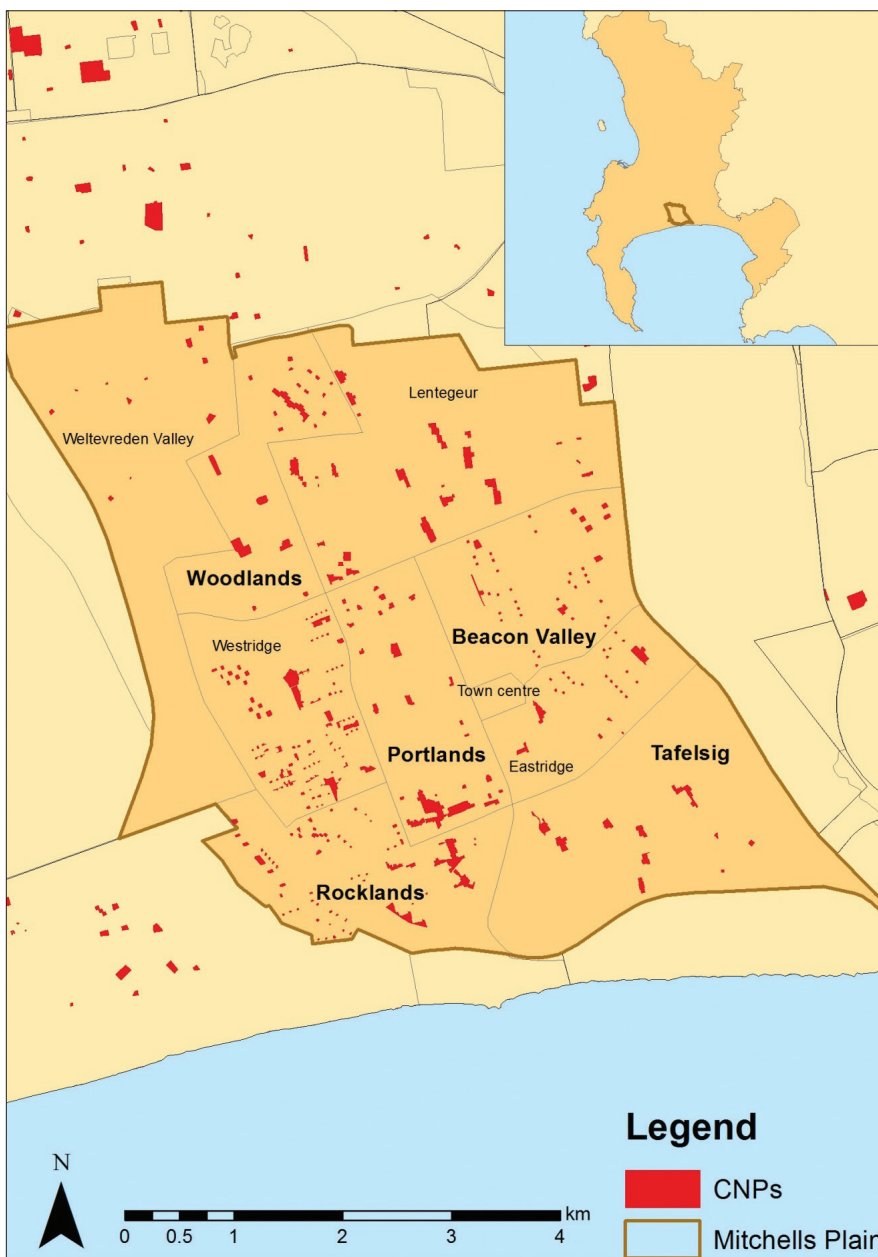 Lentegeur
Weltevreden Valley
Woodlands
Westridge
Beacon Valley
Town centre
Portlands
Eastridge
Tafelsig
Rocklands
Legend
CNPs
Mitchells Plain
N
km
0 0.5 1 2 3 4